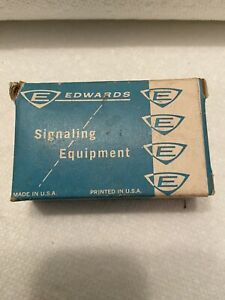 E EDWARDS E
E
Signaling
Equipment E
E
MADE IN U.S.A. PRINTED IN U.S.A.